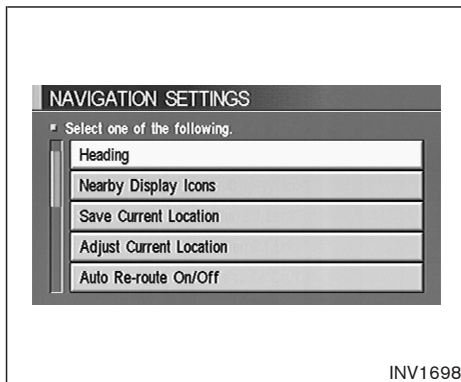 NAVIGATION SETTINGS
Select one of the following.
Heading
Nearby Display Icons
Save Current Location
Adjust Current Location
Auto Re-route On/Off
INV1698